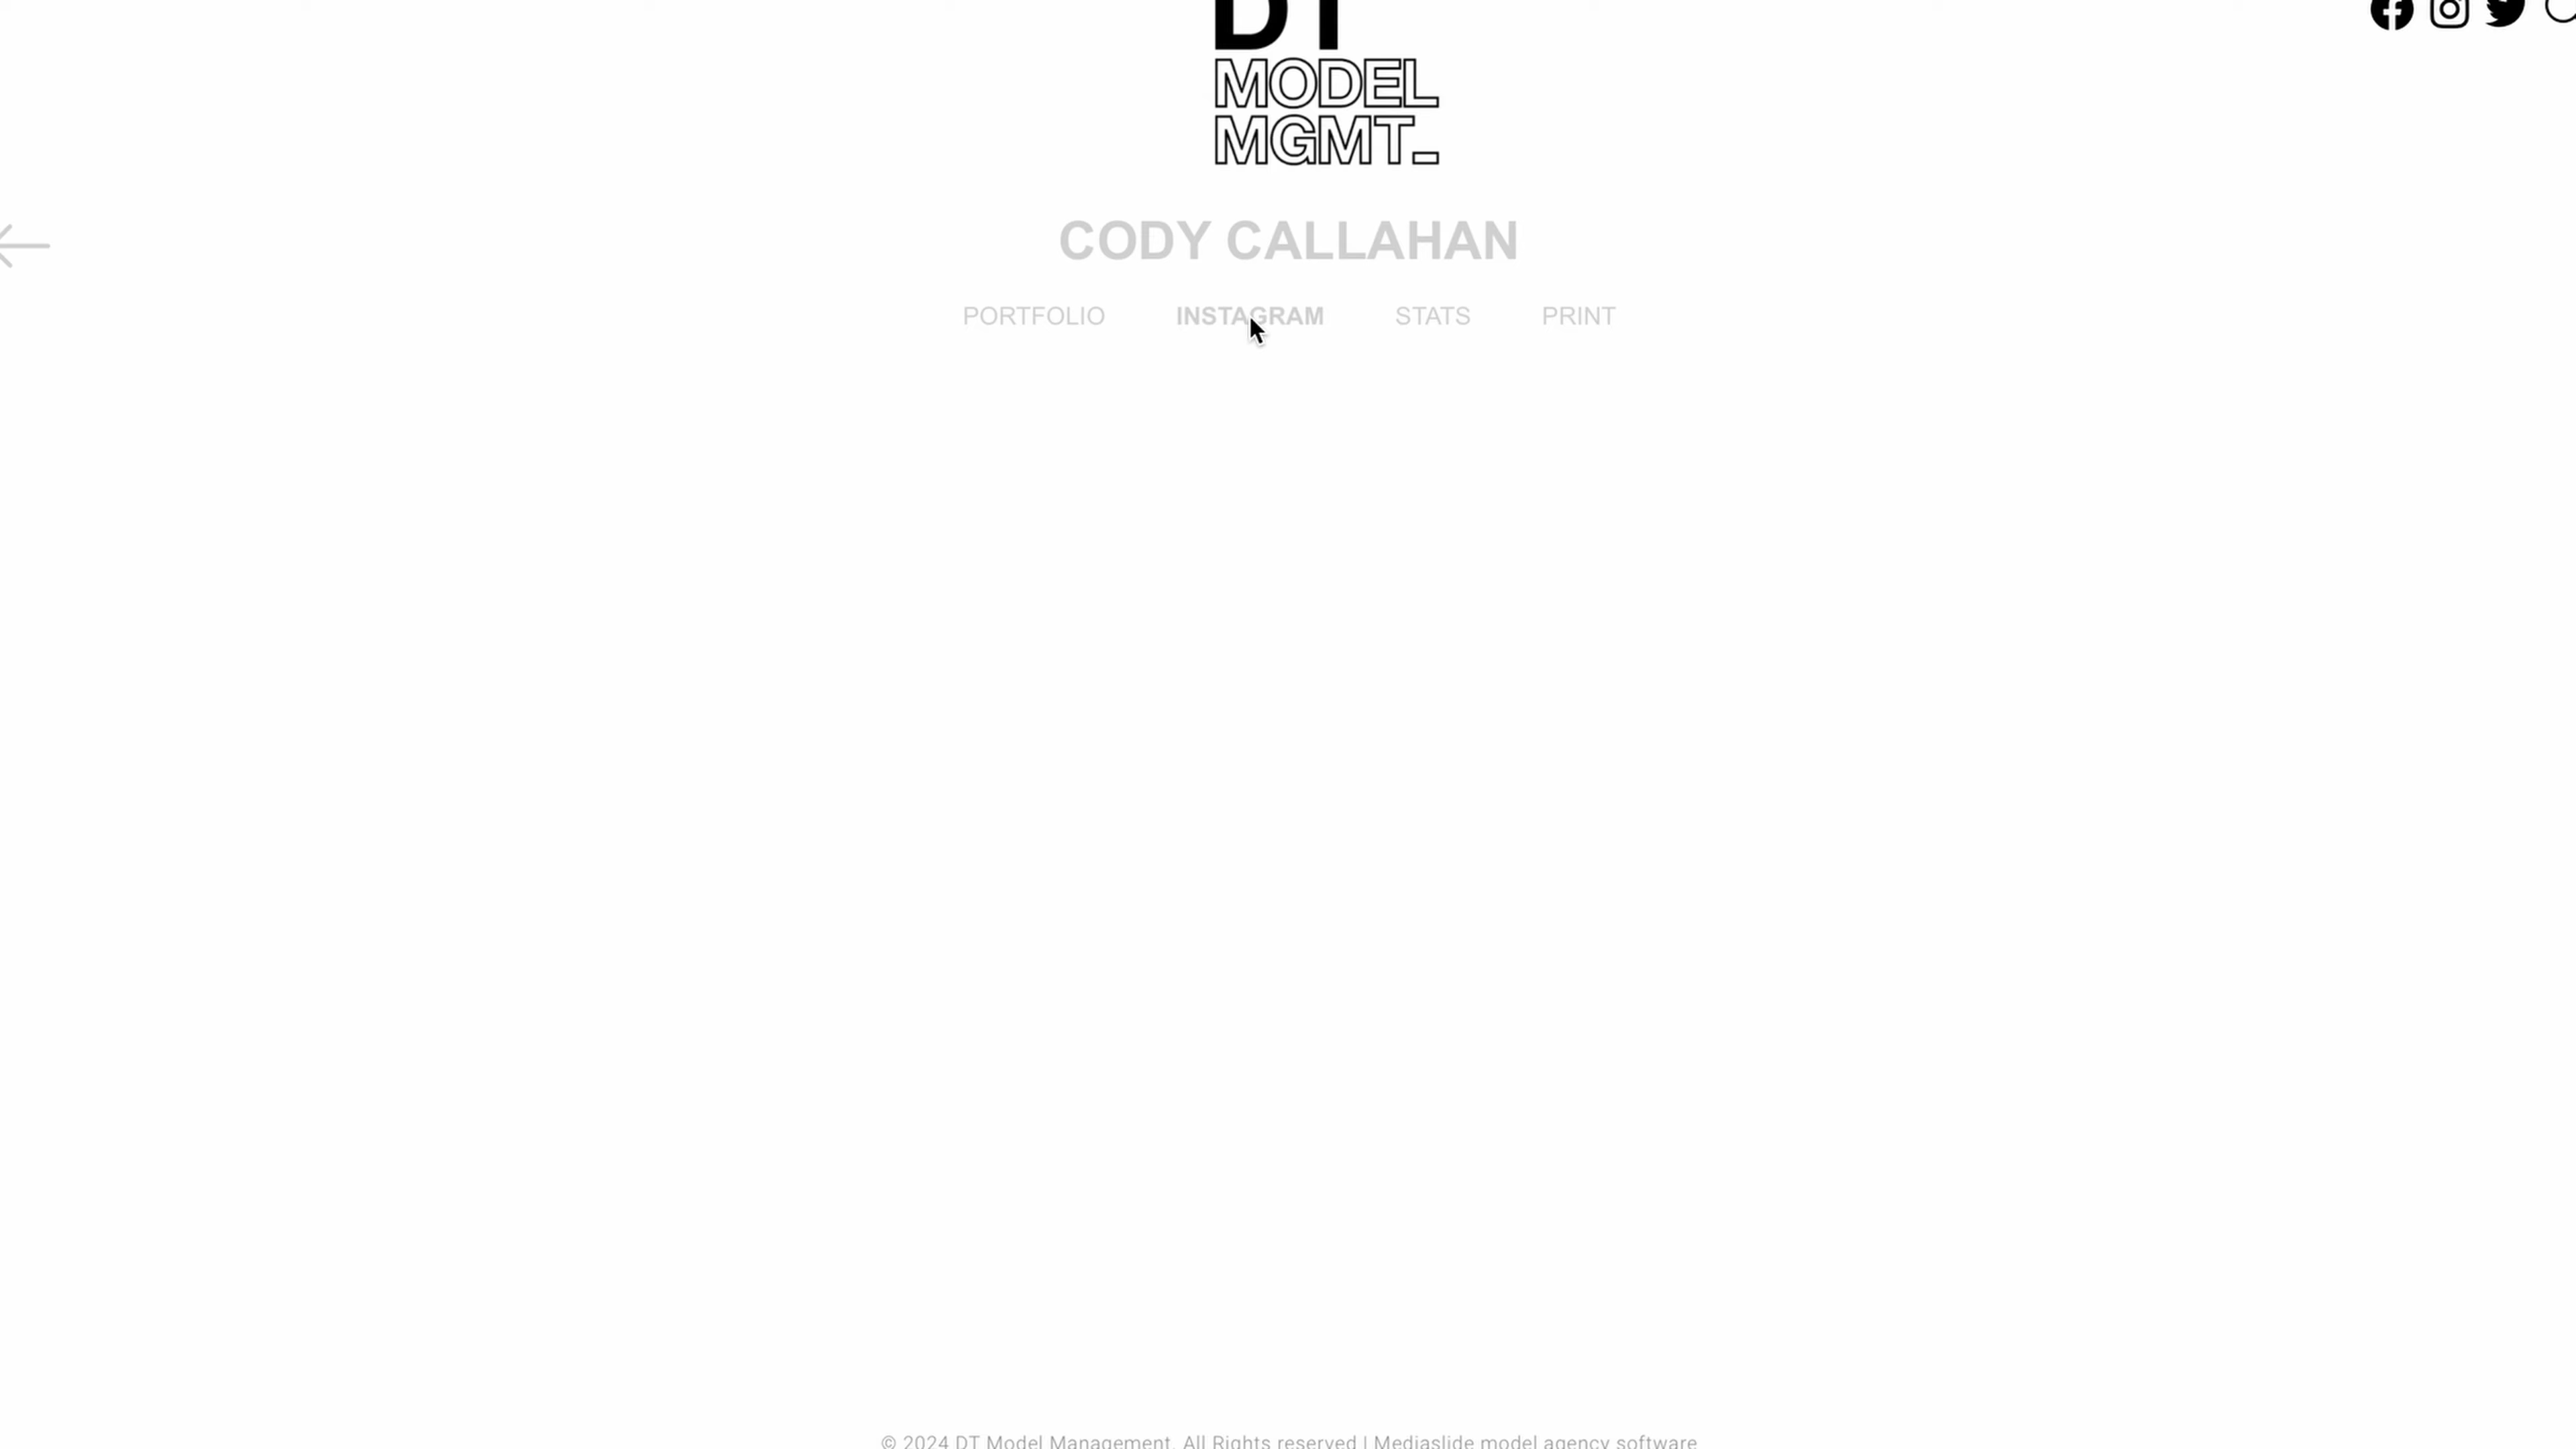 DT
MODEL
MGMT
CODY CALLAHAN
PORTFOLIO INSTAGRAM STATS PRINT
© 2024 DT Model Management. All Rights reserved | Mediaslide model agency software